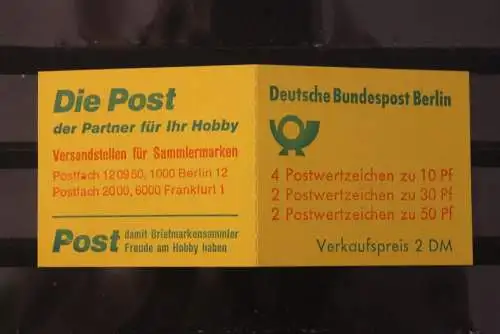 Die Post
der Partner für Ihr Hobby
Versandstellen für Sammlermarken
Postfach 120950, 1000 Berlin 12
Postfach 2000, 6000 Frankfurt 1
Post damit Briefmarkensammler
Freude am Hobby haben
Deutsche Bundespost Berlin
4 Postwertzeichen zu 10 Pf
2 Postwertzeichen zu 30 Pf
2 Postwertzeichen zu 50 Pf
Verkaufspreis 2 DM